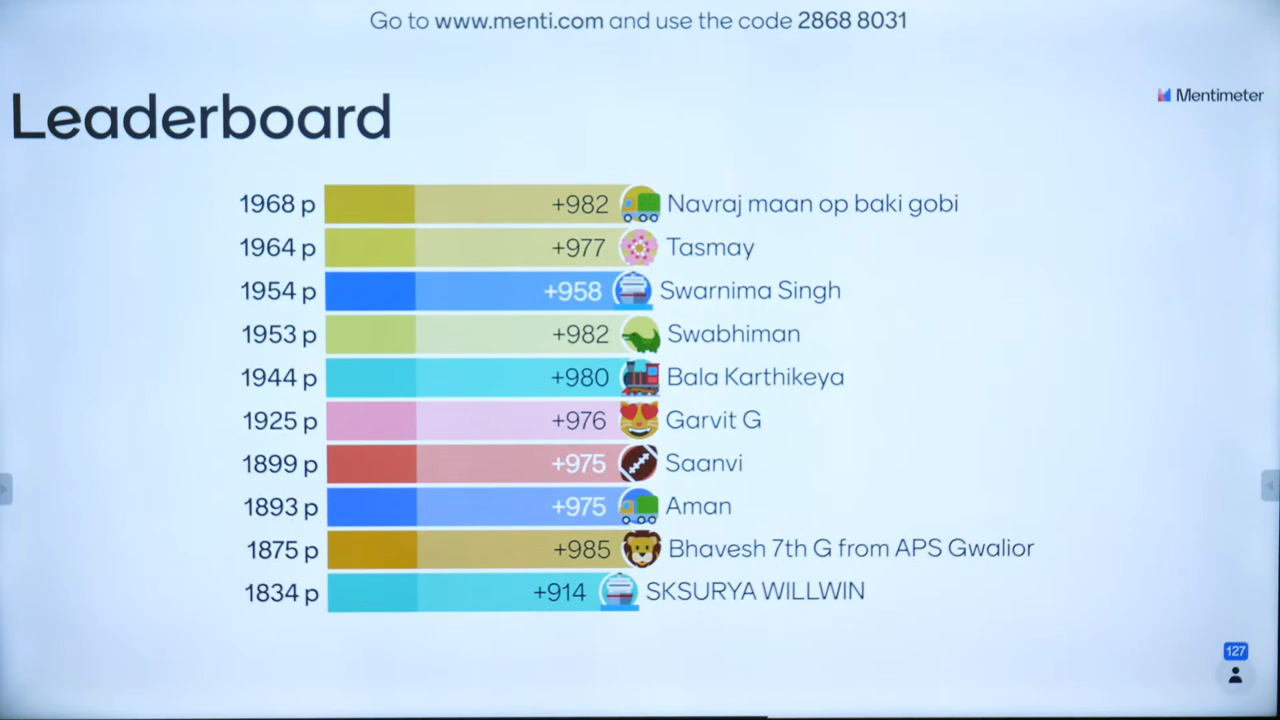 Go to www.menti.com and use the code 2868 8031
Mentimeter
Leaderboard
1968 p +982 Navraj maan op baki gobi
1964 p +977 Tasmay
1954 p +958 Swarnima Singh
1953 p +982 Swabhiman
1944 p +980 Bala Karthikeya
1925 p +976 Garvit G
1899 p +975 Saanvi
1893 p +975 Aman
1875 p +985 Bhavesh 7th G from APS Gwalior
1834 p +914 SKSURYA WILLWIN
127